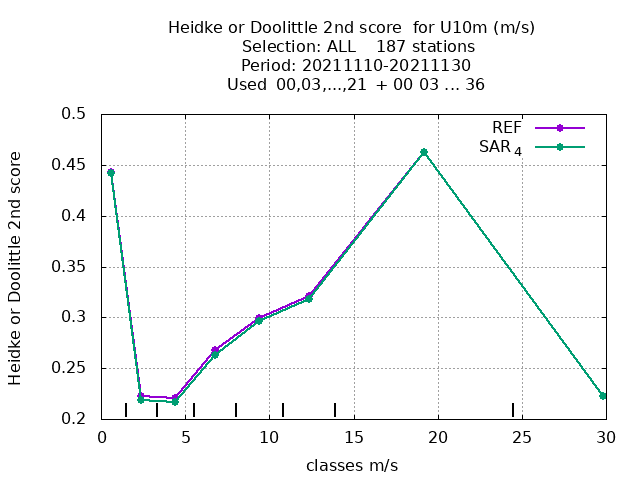 Heidke or Doolittle 2nd score  for U10m (m/s)
Selection: ALL    187 stations
Period: 20211110-20211130
Used  00,03,...,21  + 00 03 ... 36
REF
SAR 4
Heidke or Doolittle 2nd score
0.5
0.45
0.4
0.35
0.3
0.25
0.2
0 5 10 15 20 25 30
classes m/s